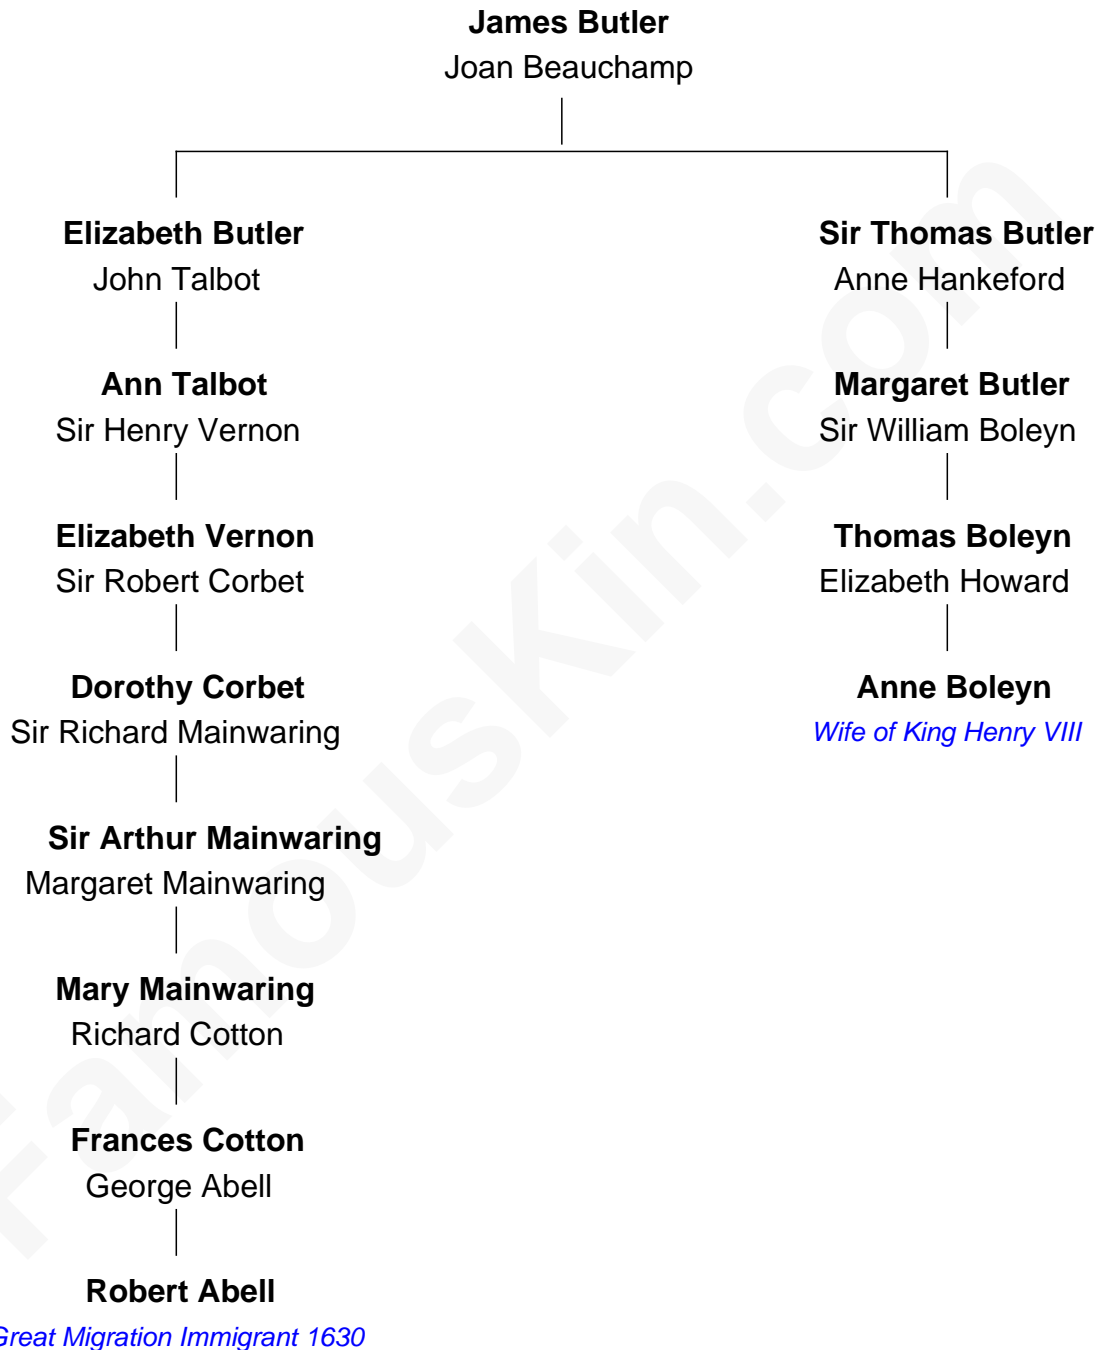 James Butler
Joan Beauchamp
Elizabeth Butler
John Talbot
Ann Talbot
Sir Henry Vernon
Elizabeth Vernon
Sir Robert Corbet
Dorothy Corbet
Sir Richard Mainwaring
Sir Arthur Mainwaring
Margaret Mainwaring
Mary Mainwaring
Richard Cotton
Frances Cotton
George Abell
Robert Abell
Great Migration Immigrant 1630
Sir Thomas Butler
Anne Hankeford
Margaret Butler
Sir William Boleyn
Thomas Boleyn
Elizabeth Howard
Anne Boleyn
Wife of King Henry VIII
FamousKin.com